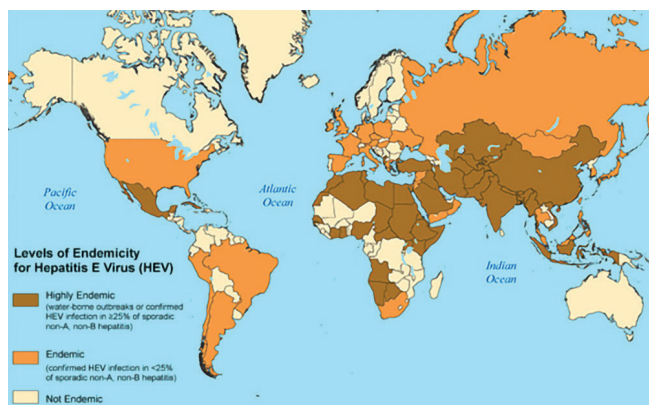 Pacific
Ocean
Atlantic
Ocean
Indian
Ocean
Levels of Endemicity
for Hepatitis E Virus (HEV)
Highly Endemic
(water-borne outbreaks or confirmed
HEV infection in ≥25% of sporadic
non-A, non-B hepatitis)
Endemic
(confirmed HEV infection in <25%
of sporadic non-A, non-B hepatitis)
Not Endemic